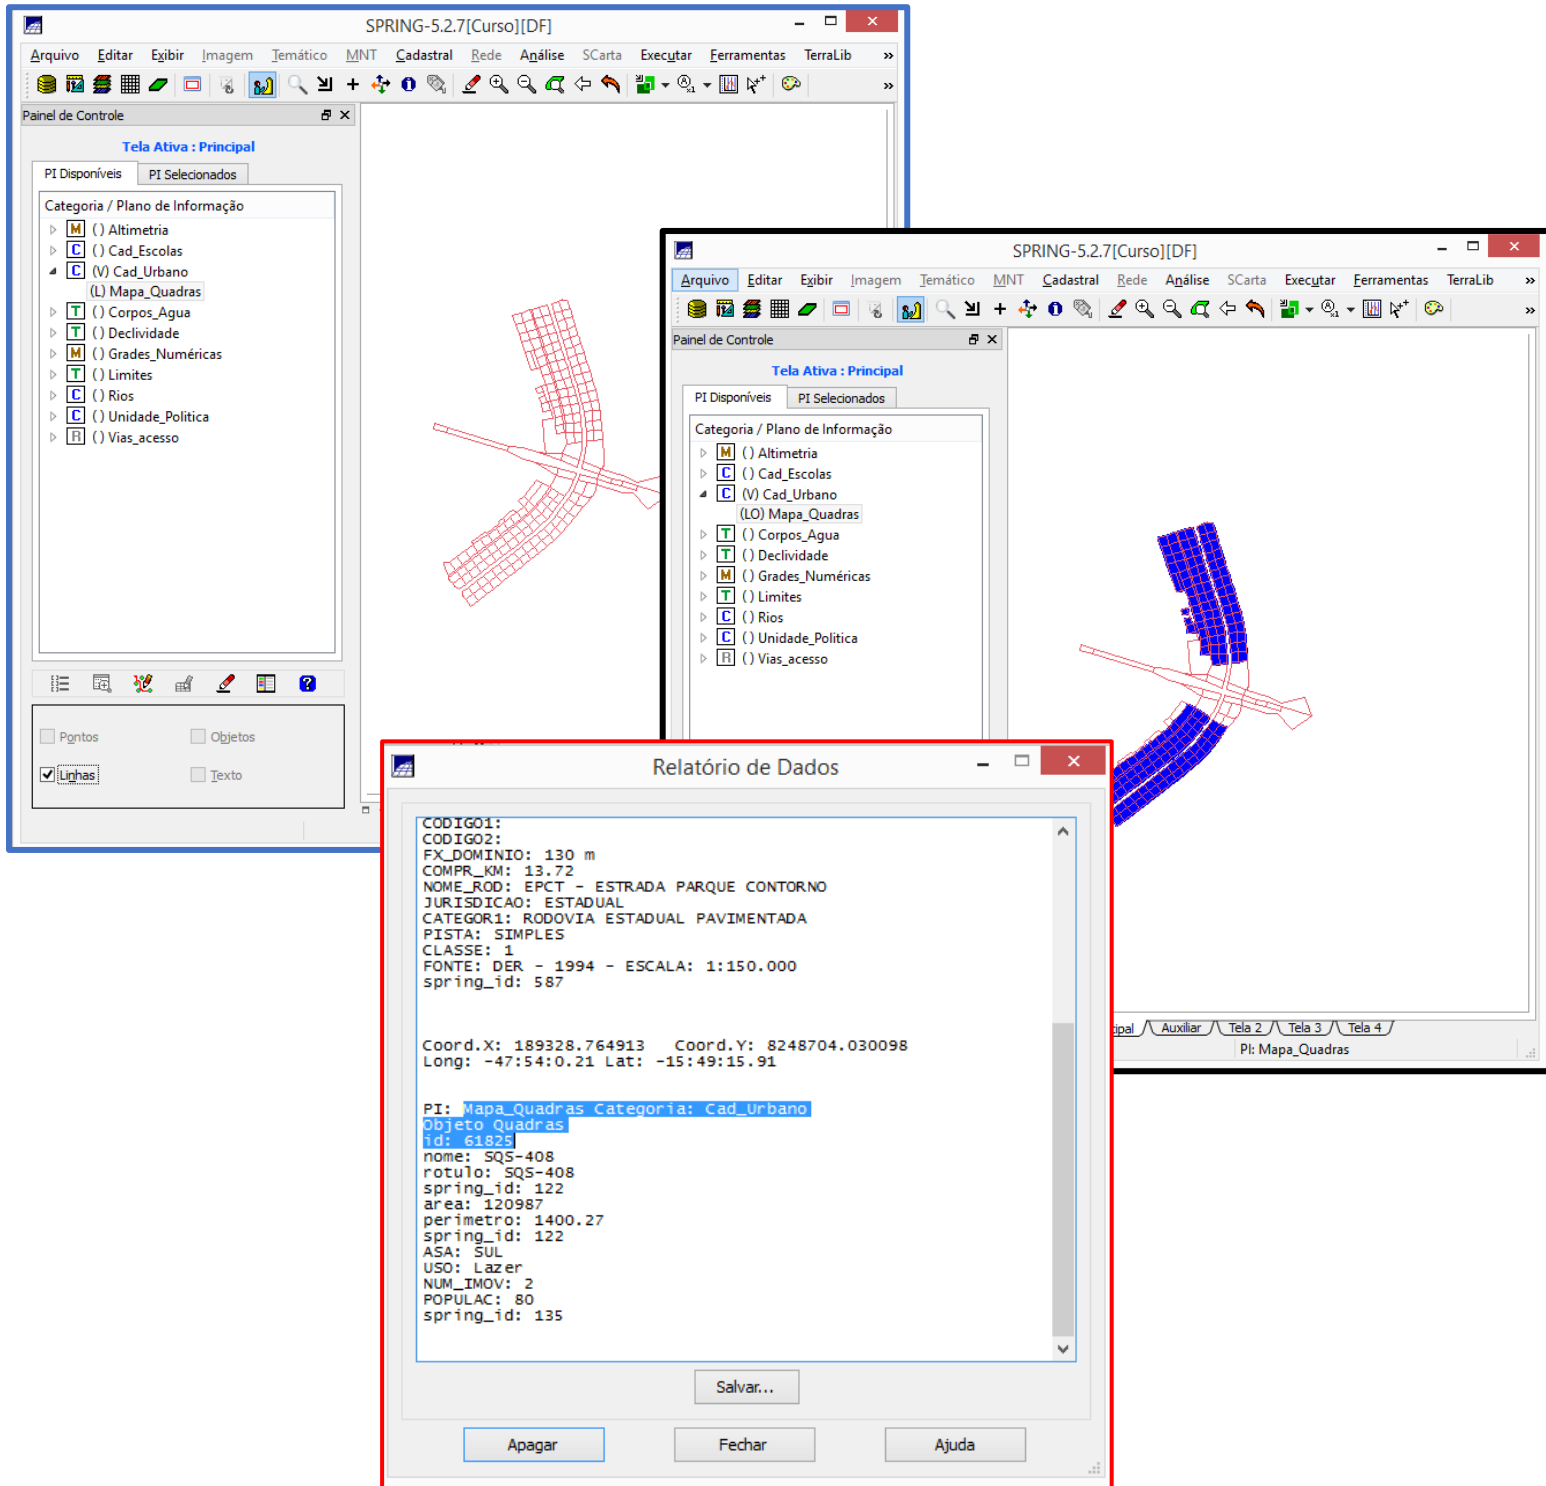 SPRING-5.2.7[Curso][DF]
Arquivo Editar Exibir Imagem Temático MNT Cadastral Rede Análise SCarta Executar Ferramentas TerraLib »
»
Painel de Controle
Tela Ativa : Principal
PI Disponíveis PI Selecionados
Categoria / Plano de Informação
M () Altimetria
C () Cad_Escolas
C (V) Cad_Urbano
(L) Mapa_Quadras
T () Corpos_Agua
T () Declividade
M () Grades_Numéricas
T () Limites
C () Rios
C () Unidade_Politica
R () Vias_acesso
Pontos Objetos
Linhas Texto
SPRING-5.2.7[Curso][DF]
Arquivo Editar Exibir Imagem Temático MNT Cadastral Rede Análise SCarta Executar Ferramentas TerraLib »
»
Painel de Controle
Tela Ativa : Principal
PI Disponíveis PI Selecionados
Categoria / Plano de Informação
M () Altimetria
C () Cad_Escolas
C (V) Cad_Urbano
(LO) Mapa_Quadras
T () Corpos_Agua
T () Declividade
M () Grades_Numéricas
T () Limites
C () Rios
C () Unidade_Politica
R () Vias_acesso
cipal Auxiliar Tela 2 Tela 3 Tela 4
PI: Mapa_Quadras
Relatório de Dados
CODIGO1:
CODIGO2:
FX_DOMINIO: 130 m
COMPR_KM: 13.72
NOME_ROD: EPCT - ESTRADA PARQUE CONTORNO
JURISDICAO: ESTADUAL
CATEGOR1: RODOVIA ESTADUAL PAVIMENTADA
PISTA: SIMPLES
CLASSE: 1
FONTE: DER - 1994 - ESCALA: 1:150.000
spring_id: 587
Coord.X: 189328.764913 Coord.Y: 8248704.030098
Long: -47:54:0.21 Lat: -15:49:15.91
PI: Mapa_Quadras Categoria: Cad_Urbano
Objeto Quadras
id: 61825
nome: SQS-408
rotulo: SQS-408
spring_id: 122
area: 120987
perimetro: 1400.27
spring_id: 122
ASA: SUL
USO: Lazer
NUM_IMOV: 2
POPULAC: 80
spring_id: 135
Salvar...
Apagar Fechar Ajuda